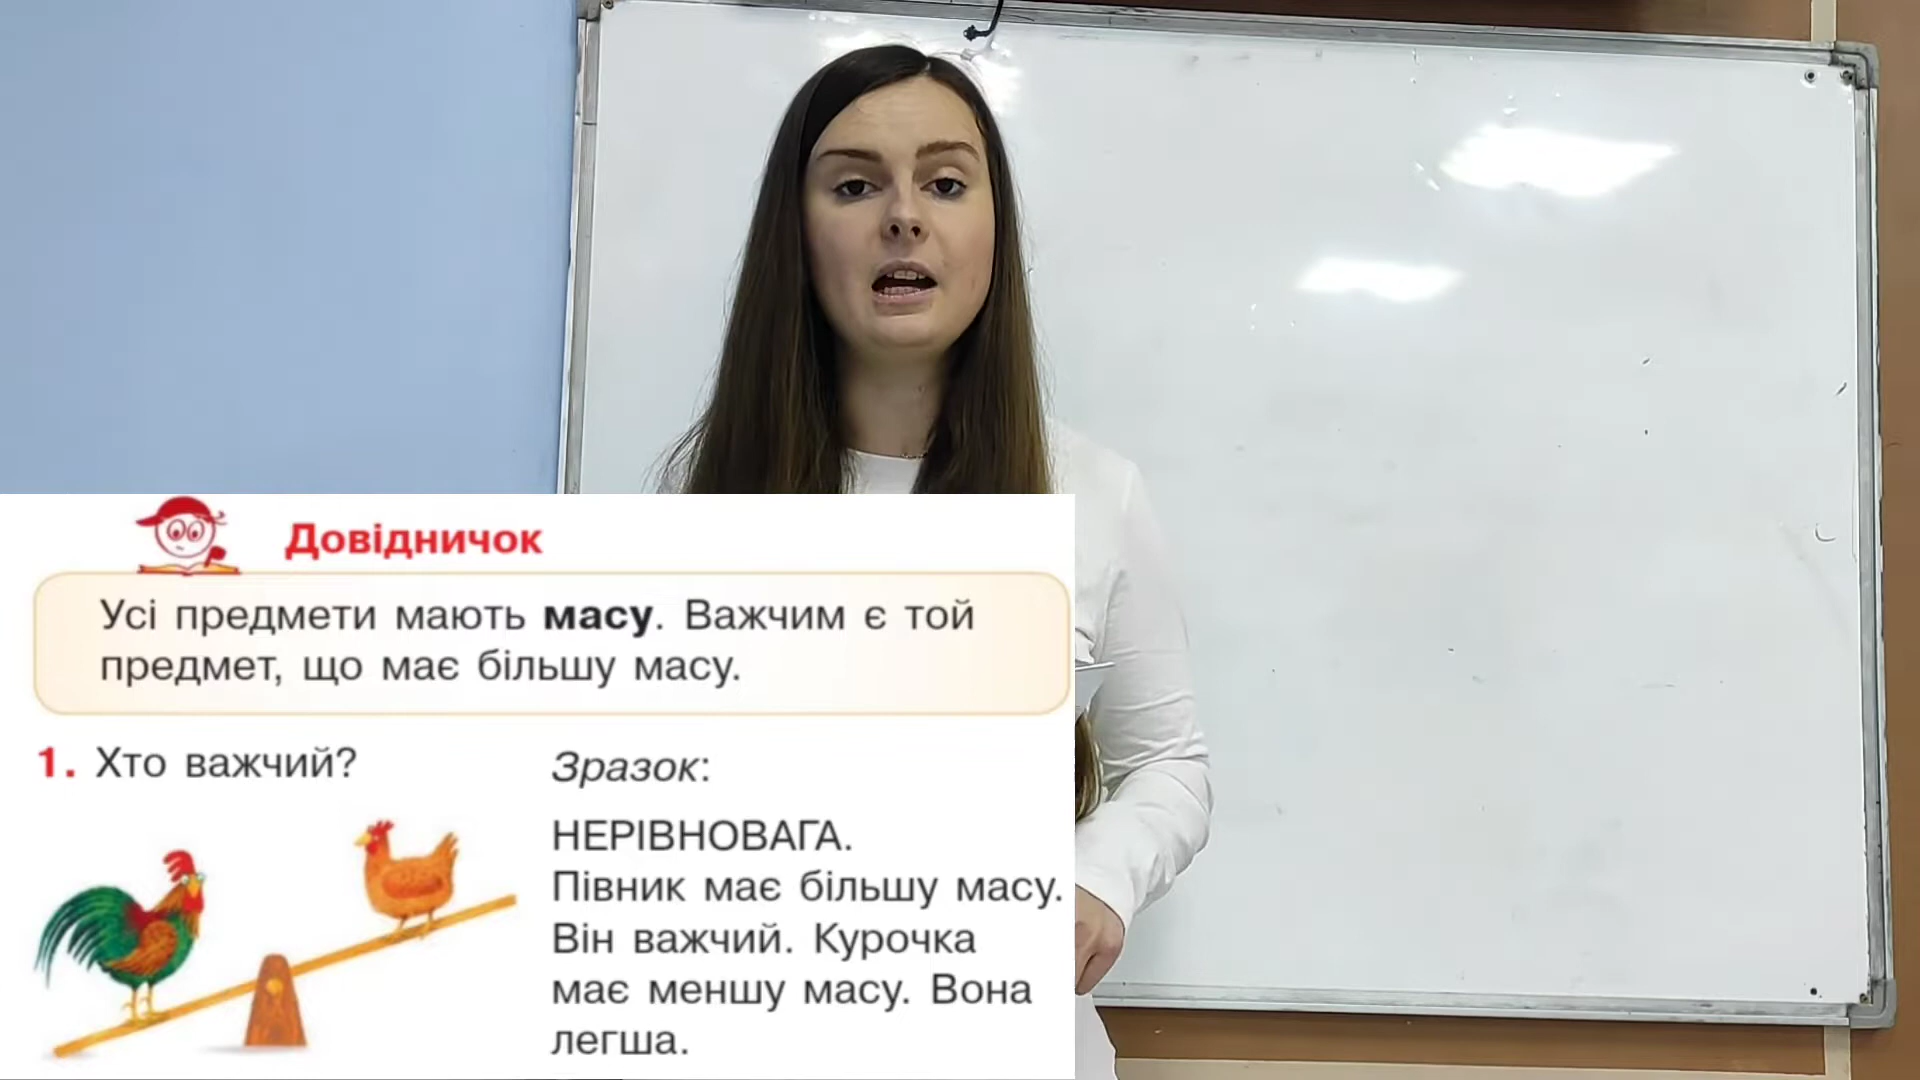 Довідничок
Усі предмети мають масу. Важчим є той
предмет, що має більшу масу.
1. Хто важчий?
Зразок:
НЕРІВНОВАГА.
Півник має більшу масу.
Він важчий. Курочка
має меншу масу. Вона
легша.